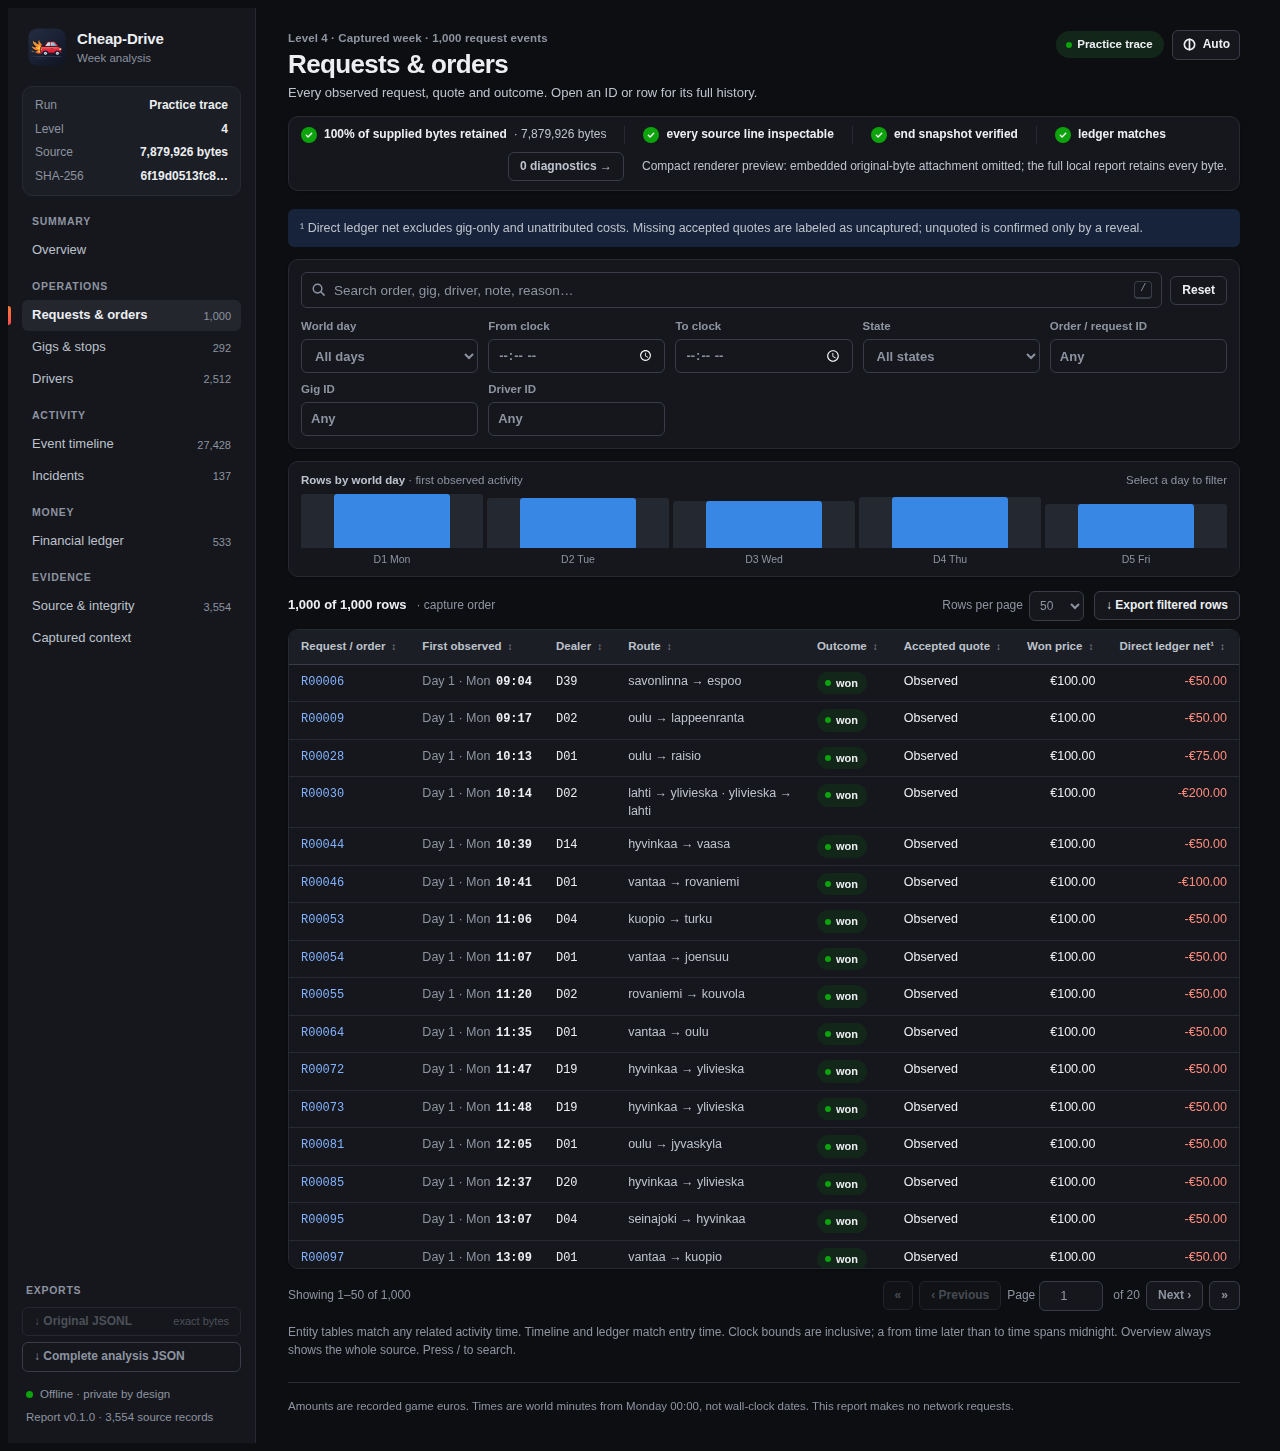 Cheap-Drive
Week analysis
Run Practice trace
Level 4
Source 7,879,926 bytes
SHA-256 6f19d0513fc8…
SUMMARY
Overview
OPERATIONS
Requests & orders 1,000
Gigs & stops 292
Drivers 2,512
ACTIVITY
Event timeline 27,428
Incidents 137
MONEY
Financial ledger 533
EVIDENCE
Source & integrity 3,554
Captured context
EXPORTS
↓ Original JSONL exact bytes
↓ Complete analysis JSON
Offline · private by design
Report v0.1.0 · 3,554 source records
Level 4 · Captured week · 1,000 request events
Requests & orders
Every observed request, quote and outcome. Open an ID or row for its full history.
Practice trace
Auto
100% of supplied bytes retained · 7,879,926 bytes
every source line inspectable
end snapshot verified
ledger matches
0 diagnostics →
Compact renderer preview: embedded original-byte attachment omitted; the full local report retains every byte.
¹ Direct ledger net excludes gig-only and unattributed costs. Missing accepted quotes are labeled as uncaptured; unquoted is confirmed only by a reveal.
Search order, gig, driver, note, reason… /
Reset
World day From clock To clock State Order / request ID
All days --:-- -- --:-- -- All states Any
Gig ID Driver ID
Any Any
Rows by world day · first observed activity Select a day to filter
D1 Mon D2 Tue D3 Wed D4 Thu D5 Fri
1,000 of 1,000 rows · capture order Rows per page 50 ↓ Export filtered rows
Request / order ↕ First observed ↕ Dealer ↕ Route ↕ Outcome ↕ Accepted quote ↕ Won price ↕ Direct ledger net¹ ↕
R00006 Day 1 · Mon 09:04 D39 savonlinna → espoo won Observed €100.00 -€50.00
R00009 Day 1 · Mon 09:17 D02 oulu → lappeenranta won Observed €100.00 -€50.00
R00028 Day 1 · Mon 10:13 D01 oulu → raisio won Observed €100.00 -€75.00
R00030 Day 1 · Mon 10:14 D02 lahti → ylivieska · ylivieska → won Observed €100.00 -€200.00
lahti
R00044 Day 1 · Mon 10:39 D14 hyvinkaa → vaasa won Observed €100.00 -€50.00
R00046 Day 1 · Mon 10:41 D01 vantaa → rovaniemi won Observed €100.00 -€100.00
R00053 Day 1 · Mon 11:06 D04 kuopio → turku won Observed €100.00 -€50.00
R00054 Day 1 · Mon 11:07 D01 vantaa → joensuu won Observed €100.00 -€50.00
R00055 Day 1 · Mon 11:20 D02 rovaniemi → kouvola won Observed €100.00 -€50.00
R00064 Day 1 · Mon 11:35 D01 vantaa → oulu won Observed €100.00 -€50.00
R00072 Day 1 · Mon 11:47 D19 hyvinkaa → ylivieska won Observed €100.00 -€50.00
R00073 Day 1 · Mon 11:48 D19 hyvinkaa → ylivieska won Observed €100.00 -€50.00
R00081 Day 1 · Mon 12:05 D01 oulu → jyvaskyla won Observed €100.00 -€50.00
R00085 Day 1 · Mon 12:37 D20 hyvinkaa → ylivieska won Observed €100.00 -€50.00
R00095 Day 1 · Mon 13:07 D04 seinajoki → hyvinkaa won Observed €100.00 -€50.00
R00097 Day 1 · Mon 13:09 D01 vantaa → kuopio won Observed €100.00 -€50.00
Showing 1–50 of 1,000 « ‹ Previous Page 1 of 20 Next › »
Entity tables match any related activity time. Timeline and ledger match entry time. Clock bounds are inclusive; a from time later than to time spans midnight. Overview always
shows the whole source. Press / to search.
Amounts are recorded game euros. Times are world minutes from Monday 00:00, not wall-clock dates. This report makes no network requests.